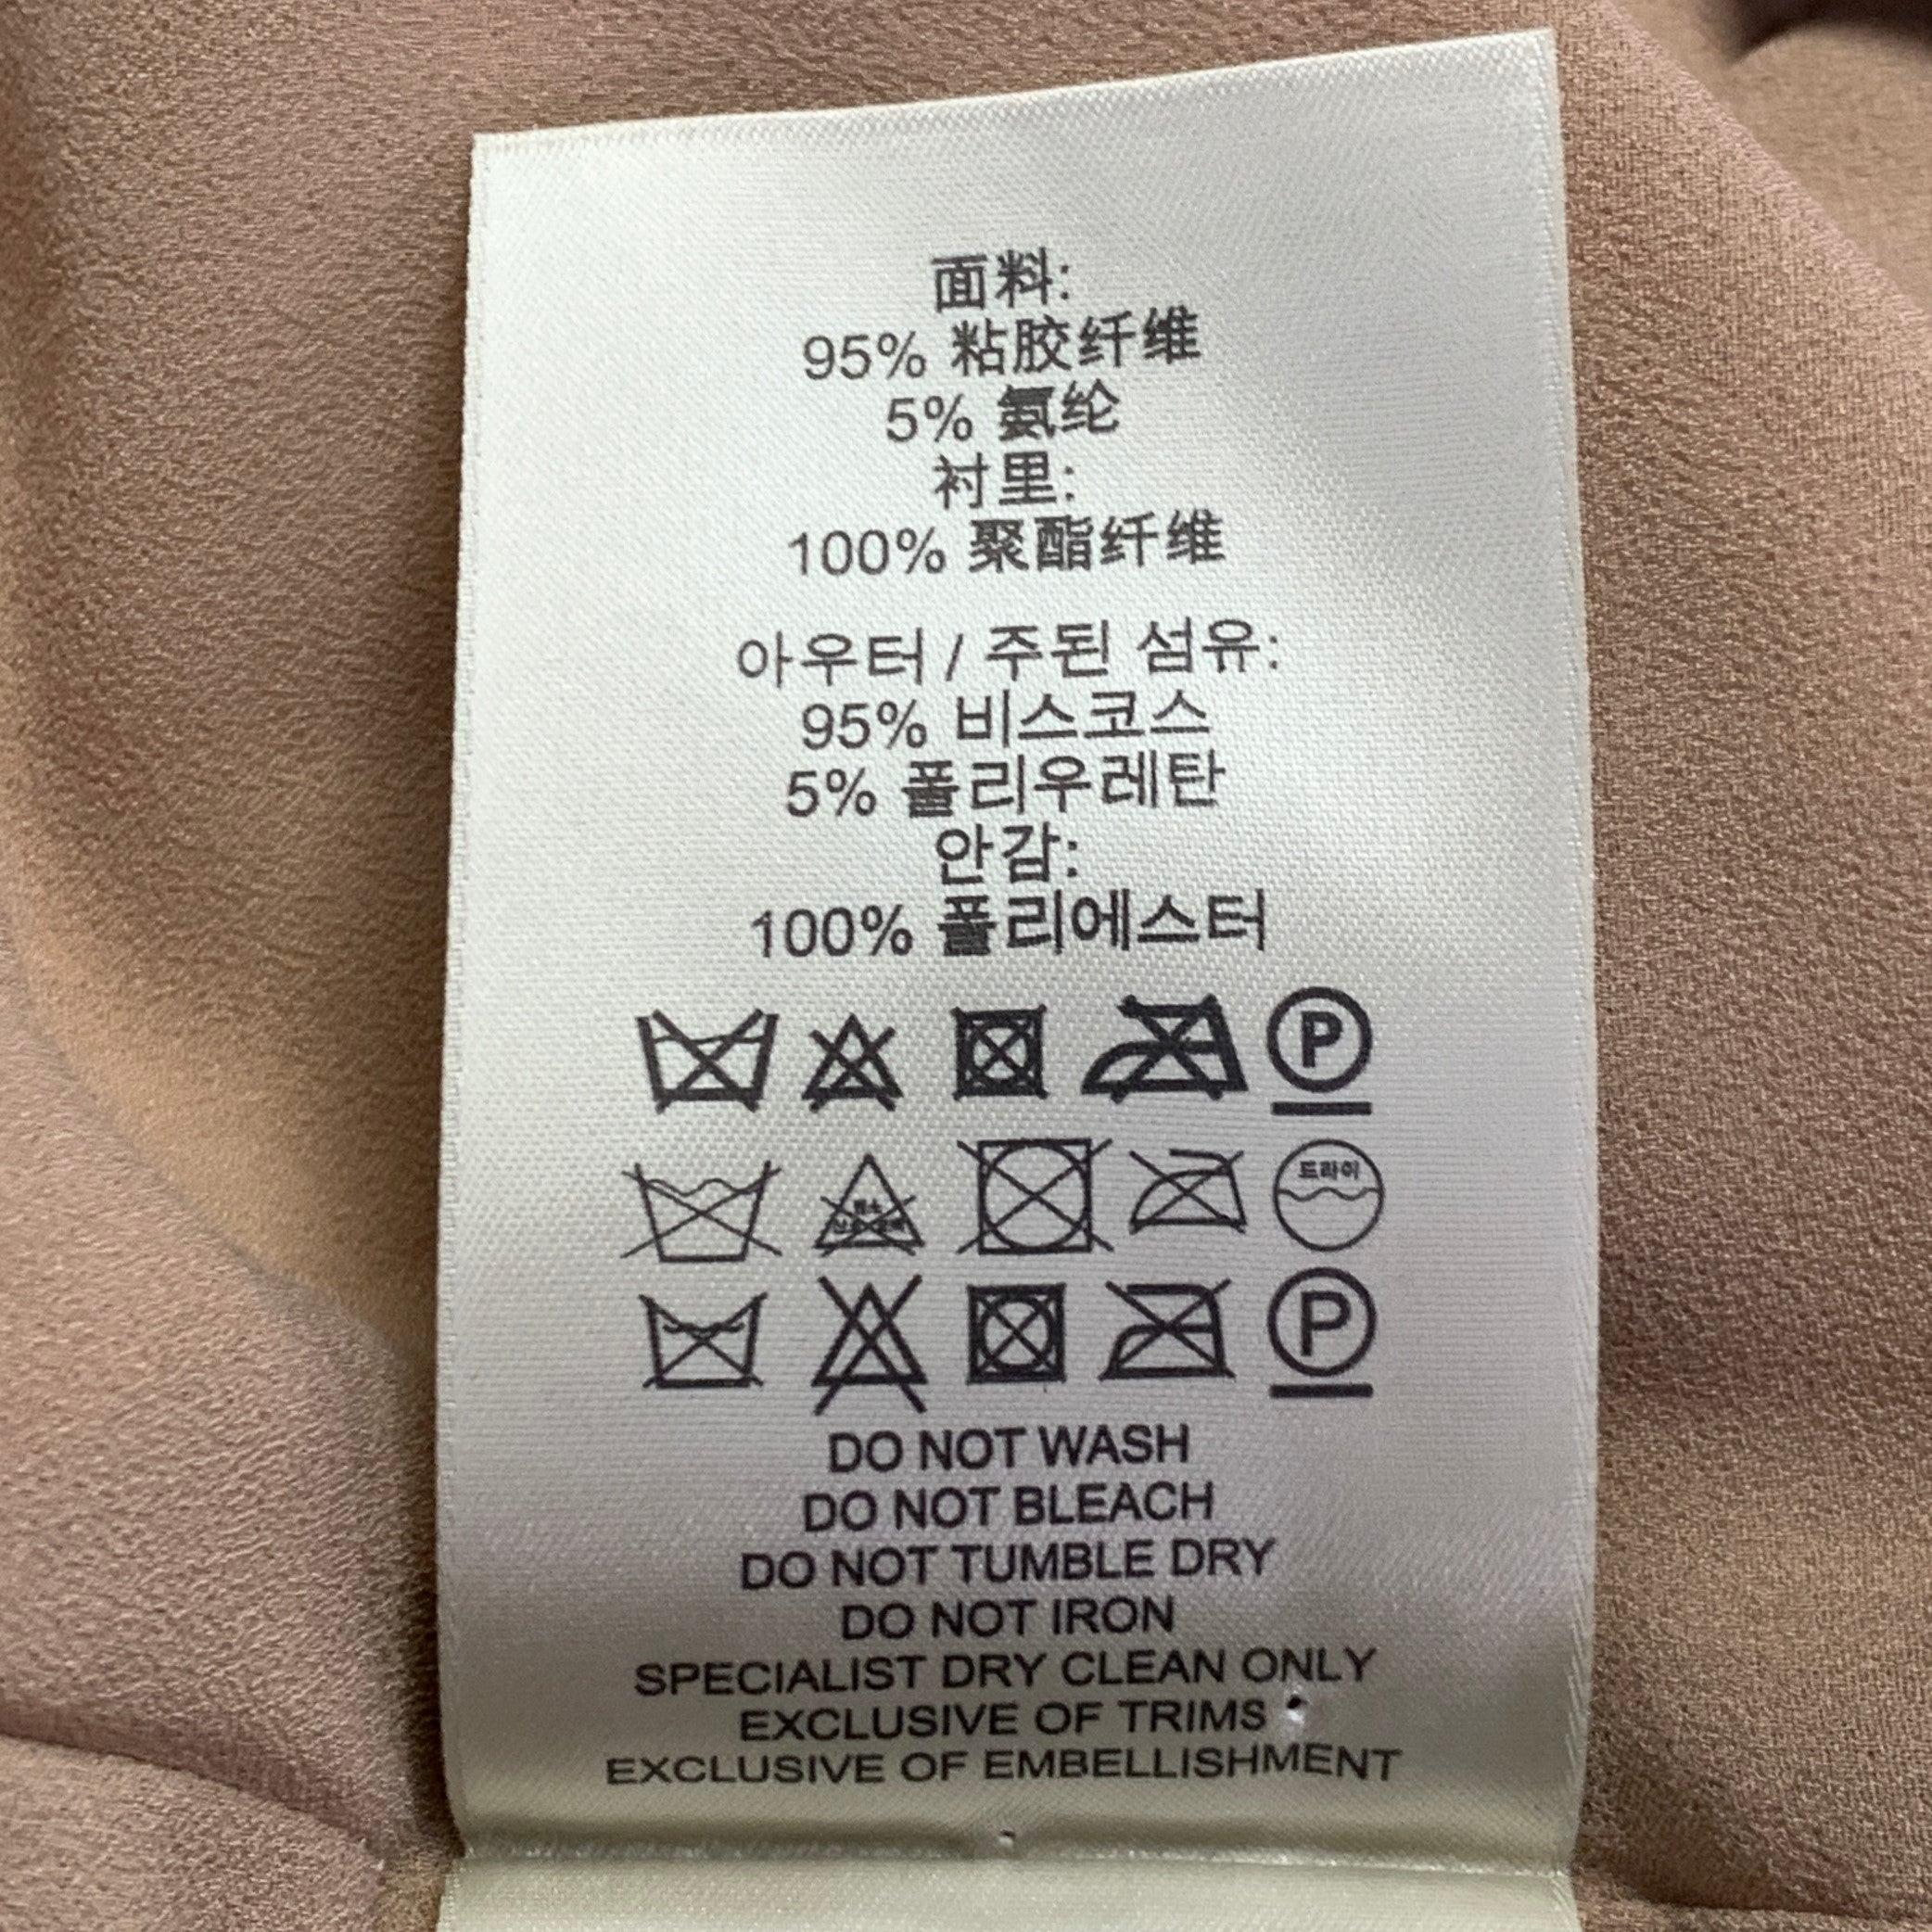 面料:
95% 粘胶纤维
5% 氨纶
衬里:
100% 聚酯纤维
아우터 / 주된 섬유:
95% 비스코스
5% 폴리우레탄
안감:
100% 폴리에스터
P
드라이
P
DO NOT WASH
DO NOT BLEACH
DO NOT TUMBLE DRY
DO NOT IRON
SPECIALIST DRY CLEAN ONLY
EXCLUSIVE OF TRIMS
EXCLUSIVE OF EMBELLISHMENT